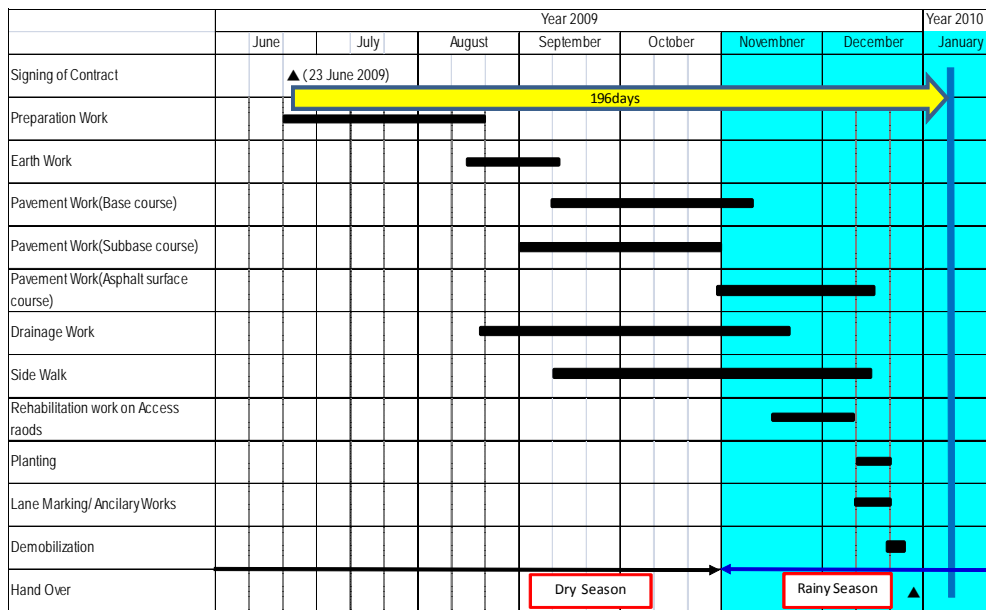 Year 2009 Year 2010
June July August September October Novembner December January
Signing of Contract ▲ (23 June 2009)
196days
Preparation Work
Earth Work
Pavement Work(Base course)
Pavement Work(Subbase course)
Pavement Work(Asphalt surface
course)
Drainage Work
Side Walk
Rehabilitation work on Access
raods
Planting
Lane Marking/ Ancilary Works
Demobilization
Hand Over Dry Season Rainy Season ▲